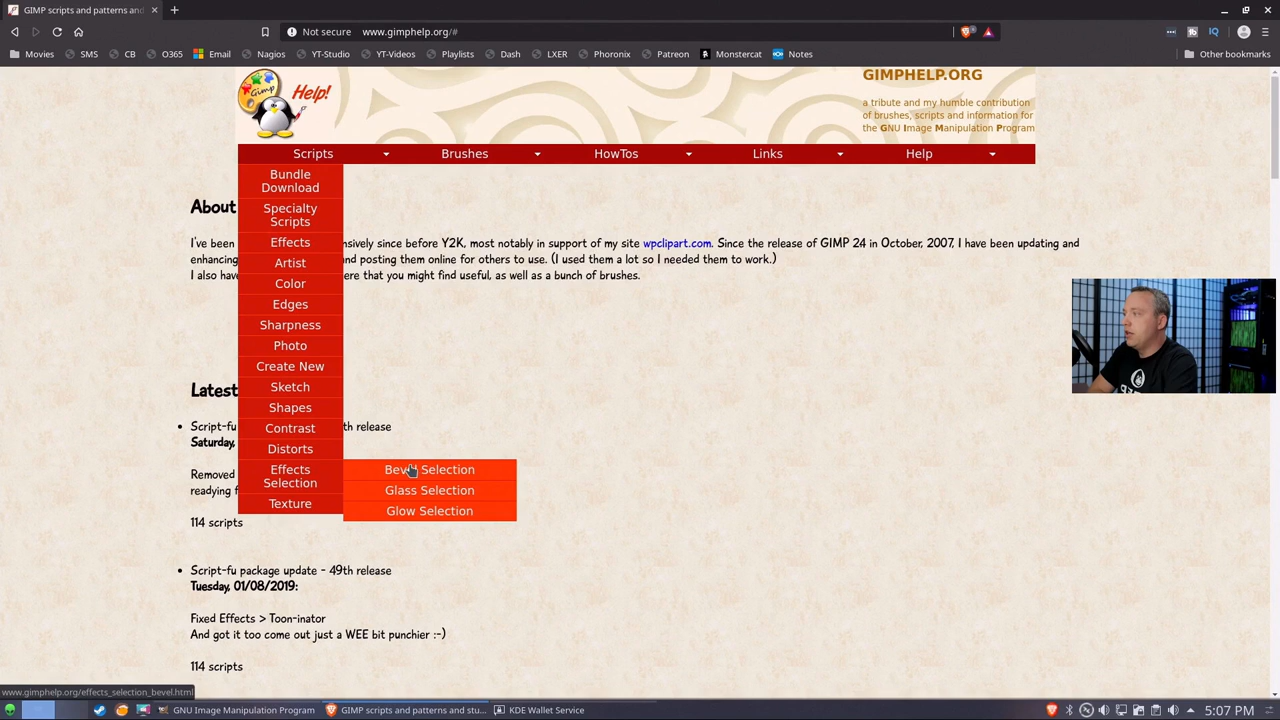 GIMP scripts and patterns and
Not secure
www.gimphelp.org/#
Movies
SMS
CB
O365
Email
Nagios
YT-Studio
YT-Videos
Playlists
Dash
LXER
Phoronix
Patreon
Monstercat
Notes
Other bookmarks
Gimp
Help!
GIMPHELP.ORG
a tribute and my humble contribution
of brushes, scripts and information for
the GNU Image Manipulation Program
Scripts
Brushes
HowTos
Links
Help
Bundle
Download
Specialty
Scripts
Effects
Artist
Color
Edges
Sharpness
Photo
Create New
Sketch
Shapes
Contrast
Distorts
Effects
Selection
Texture
Bevel Selection
Glass Selection
Glow Selection
About
I've been nsively since before Y2K, most notably in support of my site wpclipart.com. Since the release of GIMP 24 in October, 2007, I have been updating and
enhancing and posting them online for others to use. (I used them a lot so I needed them to work.)
I also have ere that you might find useful, as well as a bunch of brushes.
Latest
Script-fu th release
Saturday,
Removed
readying f
114 scripts
Script-fu package update - 49th release
Tuesday, 01/08/2019:
Fixed Effects > Toon-inator
And got it too come out just a WEE bit punchier :-)
114 scripts
www.gimphelp.org/effects_selection_bevel.html
GNU Image Manipulation Program
GIMP scripts and patterns and stu...
KDE Wallet Service
5:07 PM